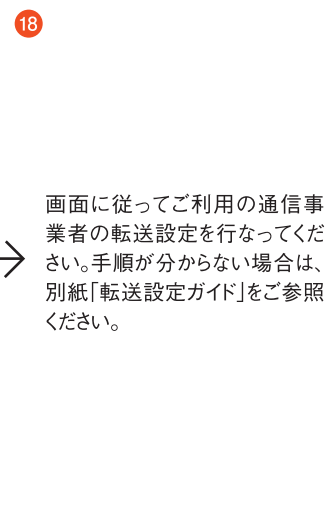 18
画面に従ってご利用の通信事
業者の転送設定を行なってくだ
さい。手順が分からない場合は、
別紙「転送設定ガイド」をご参照
ください。